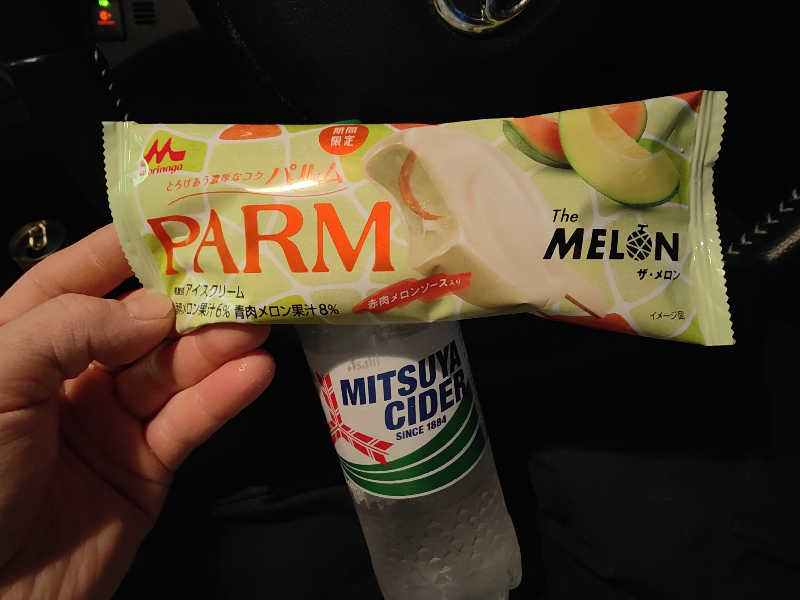 morinaga
期間
限定
とろけあう濃厚なコク パルム
PARM
アイスクリーム
メロン果汁6% 青肉メロン果汁8%
赤肉メロンソース入り
The
MELON
ザ・メロン
イメージ図
Asahi
MITSUYA
CIDER
SINCE 1884